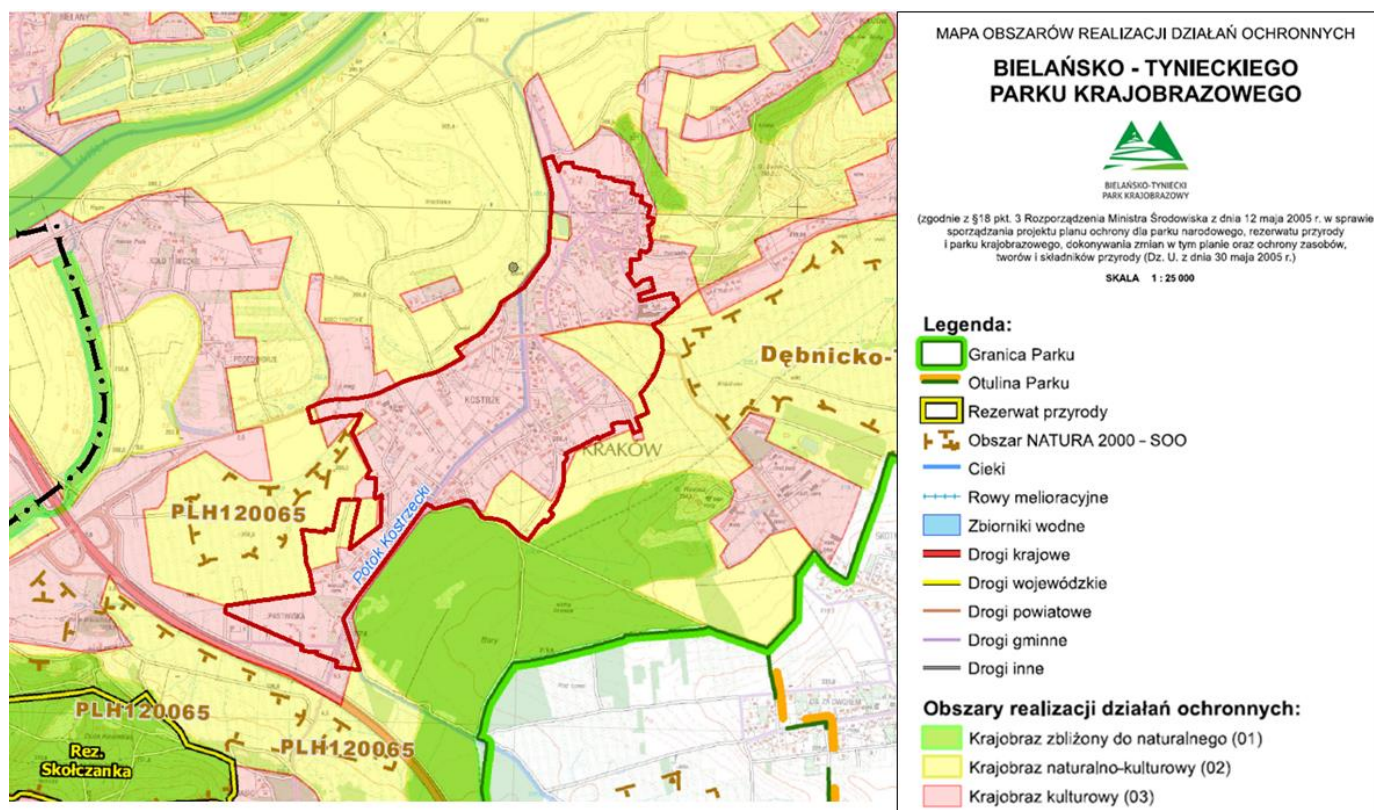 BIELANY
Dębnicko-
KOSTRZE
KRAKÓW
PLH120065
Potok Kostrzecki
PLH120065
PLH120065
Rez.
Skołczanka
MAPA OBSZARÓW REALIZACJI DZIAŁAŃ OCHRONNYCH
BIELAŃSKO - TYNIECKIEGO
PARKU KRAJOBRAZOWEGO
BIELAŃSKO-TYNIECKI
PARK KRAJOBRAZOWY
(zgodnie z §18 pkt. 3 Rozporządzenia Ministra Środowiska z dnia 12 maja 2005 r. w sprawie
sporządzania projektu planu ochrony dla parku narodowego, rezerwatu przyrody
i parku krajobrazowego, dokonywania zmian w tym planie oraz ochrony zasobów,
tworów i składników przyrody (Dz. U. z dnia 30 maja 2005 r.)
SKALA 1 : 25 000
Legenda:
Granica Parku
Otulina Parku
Rezerwat przyrody
Obszar NATURA 2000 - SOO
Cieki
Rowy melioracyjne
Zbiorniki wodne
Drogi krajowe
Drogi wojewódzkie
Drogi powiatowe
Drogi gminne
Drogi inne
Obszary realizacji działań ochronnych:
Krajobraz zbliżony do naturalnego (01)
Krajobraz naturalno-kulturowy (02)
Krajobraz kulturowy (03)